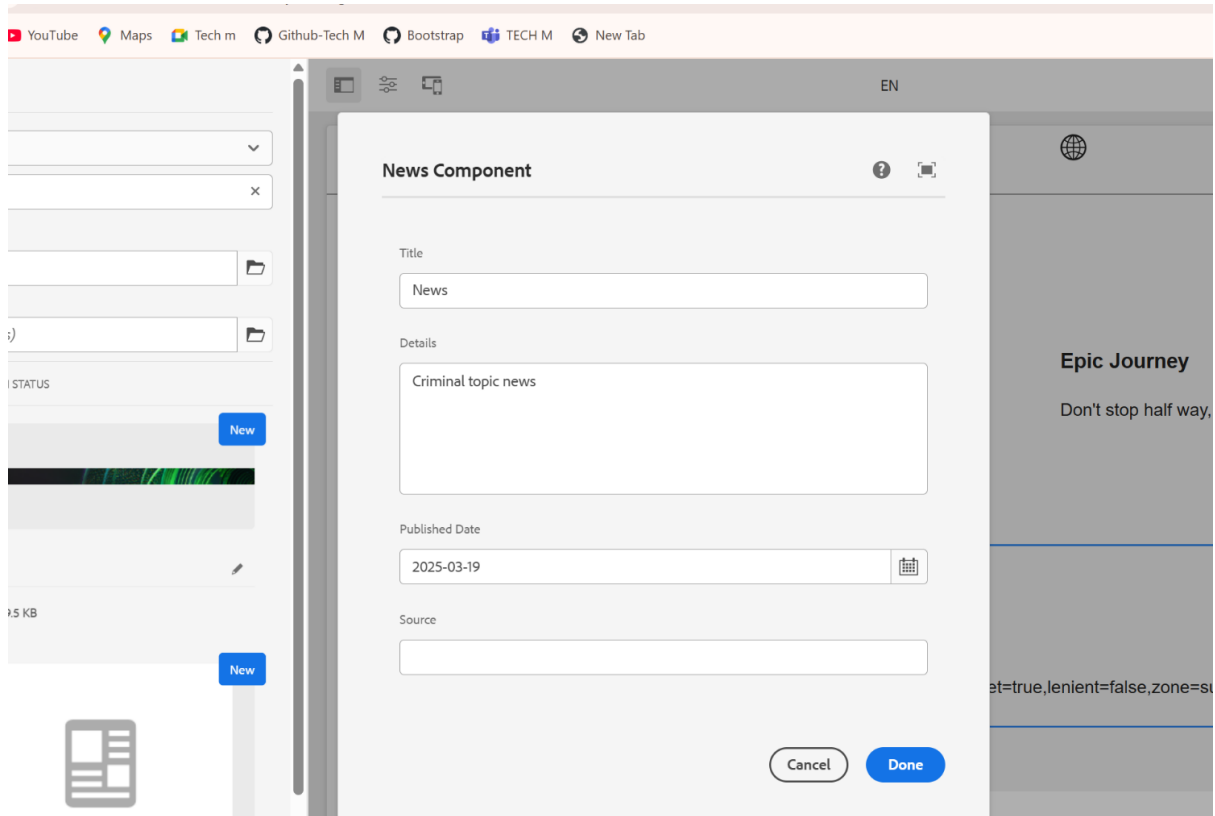 YouTube Maps Tech m Github-Tech M Bootstrap TECH M New Tab
EN
News Component
Title
News
Details
Criminal topic news
Published Date
2025-03-19
Source
Cancel Done
STATUS
New
9.5 KB
New
Epic Journey
Don't stop half way,
et=true,lenient=false,zone=su